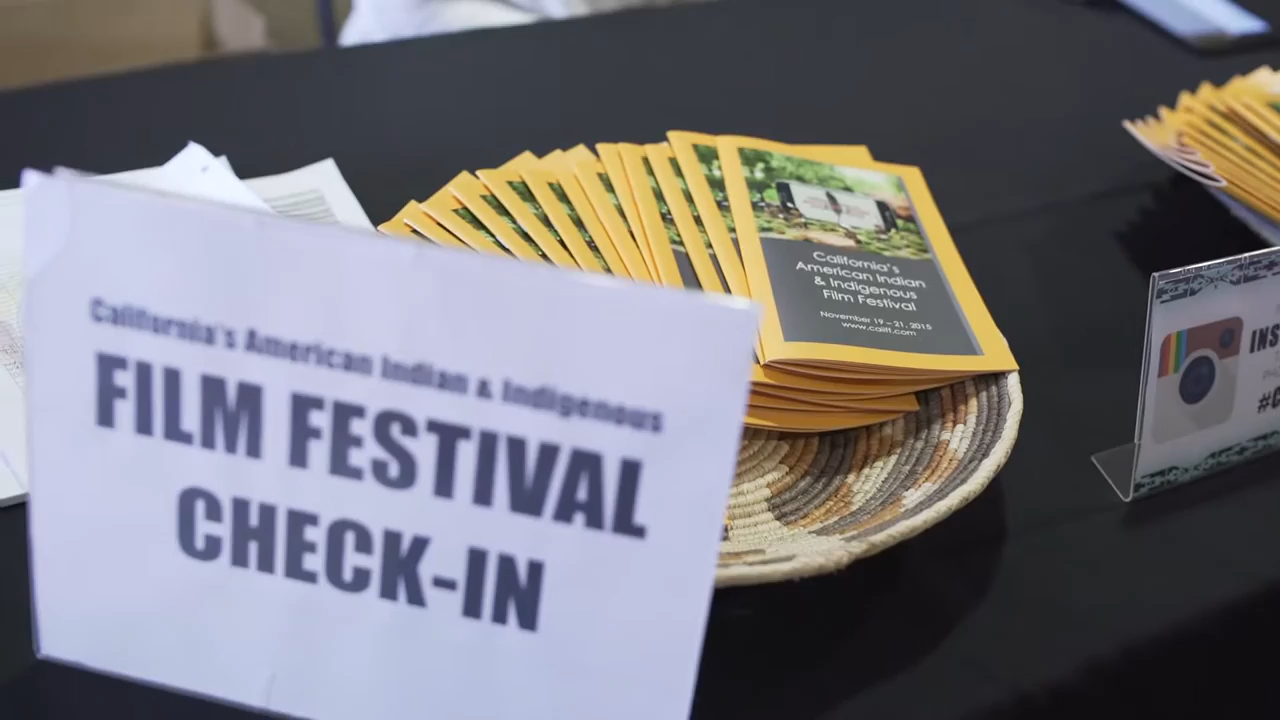 California's American Indian & Indigenous
FILM FESTIVAL
CHECK-IN
California's
American Indian
& Indigenous
Film Festival
November 19 – 21, 2015
www.caiiff.com